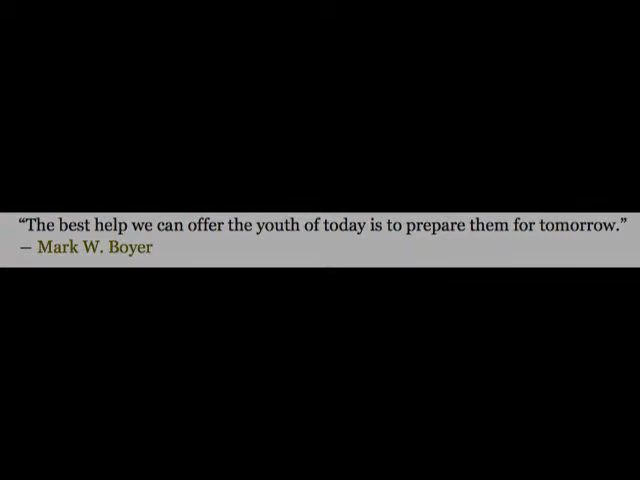 “The best help we can offer the youth of today is to prepare them for tomorrow.”
― Mark W. Boyer